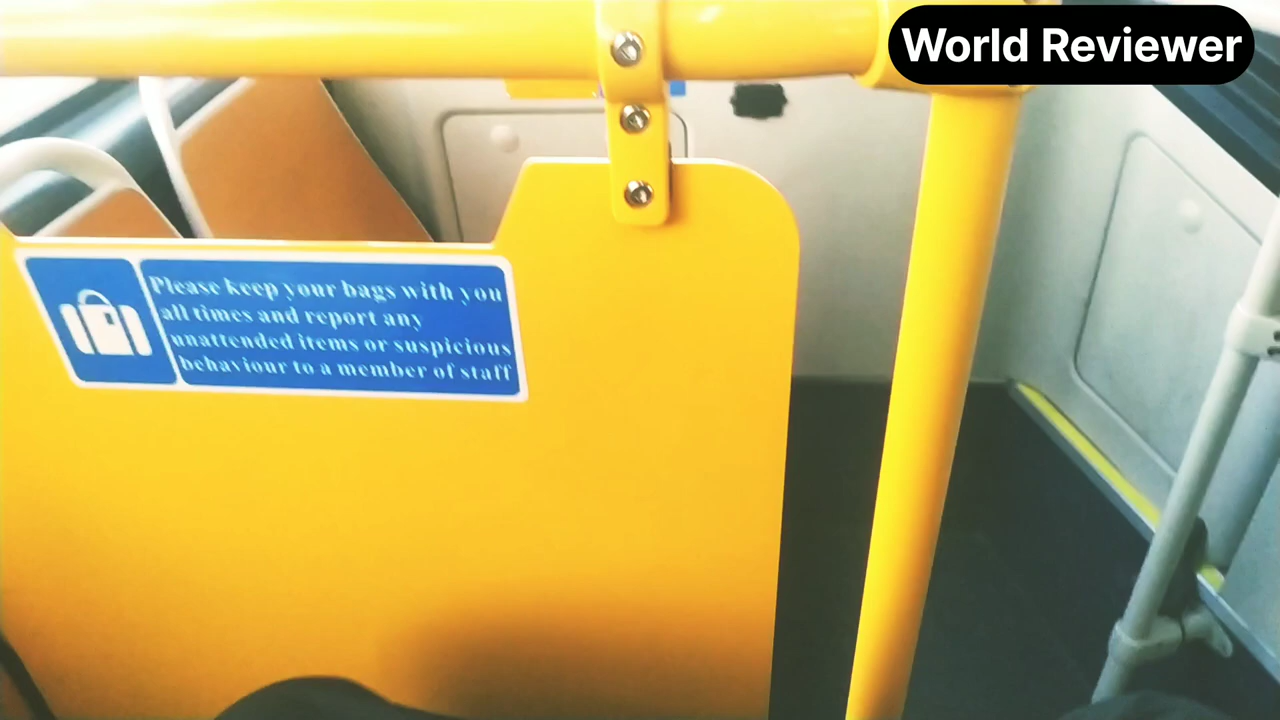 World Reviewer
Please keep your bags with you
all times and report any
unattended items or suspicious
behaviour to a member of staff